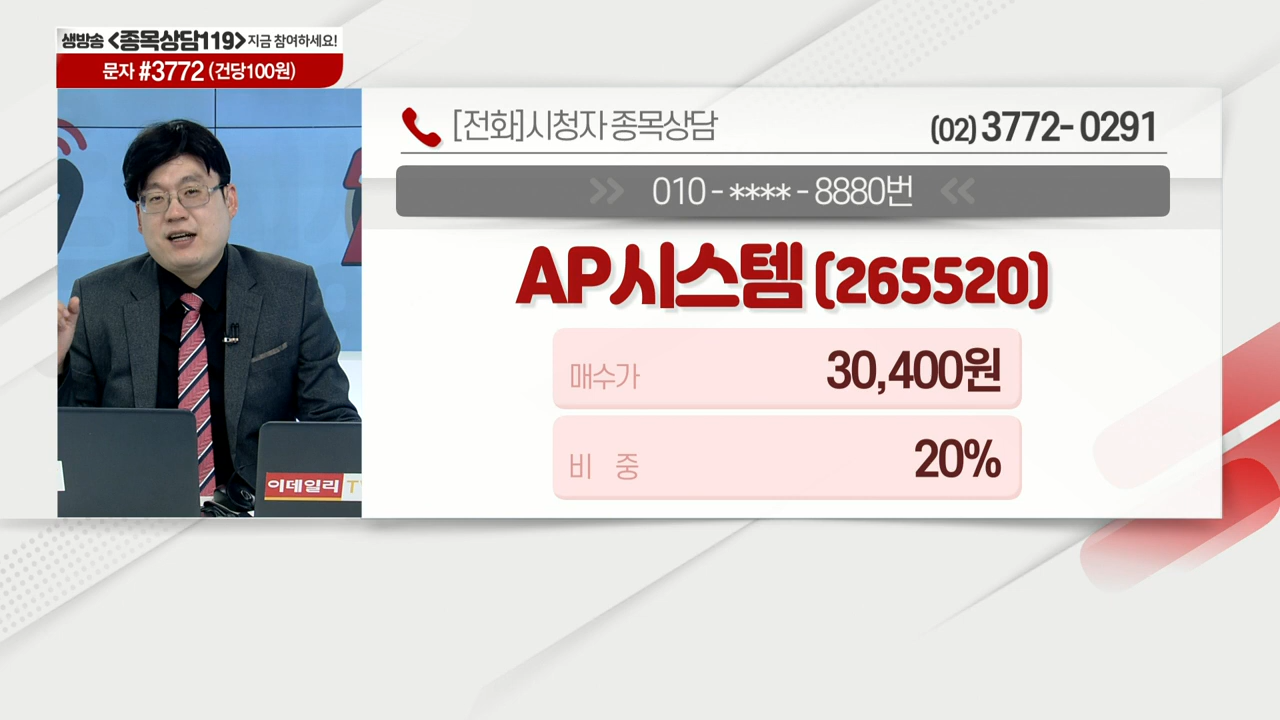 생방송 <종목상담119> 지금 참여하세요!
문자 #3772 (건당100원)
[전화]시청자 종목상담
(02) 3772- 0291
010 - **** - 8880번
AP시스템 (265520)
매수가 30,400원
비 중 20%
이데일리 T